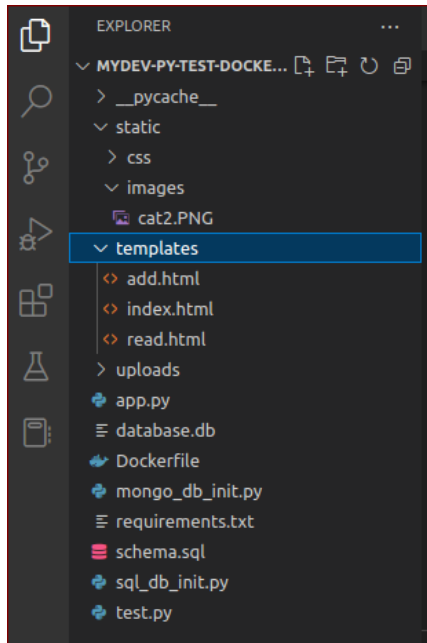 EXPLORER ...
MYDEV-PY-TEST-DOCKE...
__pycache__
static
css
images
cat2.PNG
templates
add.html
index.html
read.html
uploads
app.py
database.db
Dockerfile
mongo_db_init.py
requirements.txt
schema.sql
sql_db_init.py
test.py